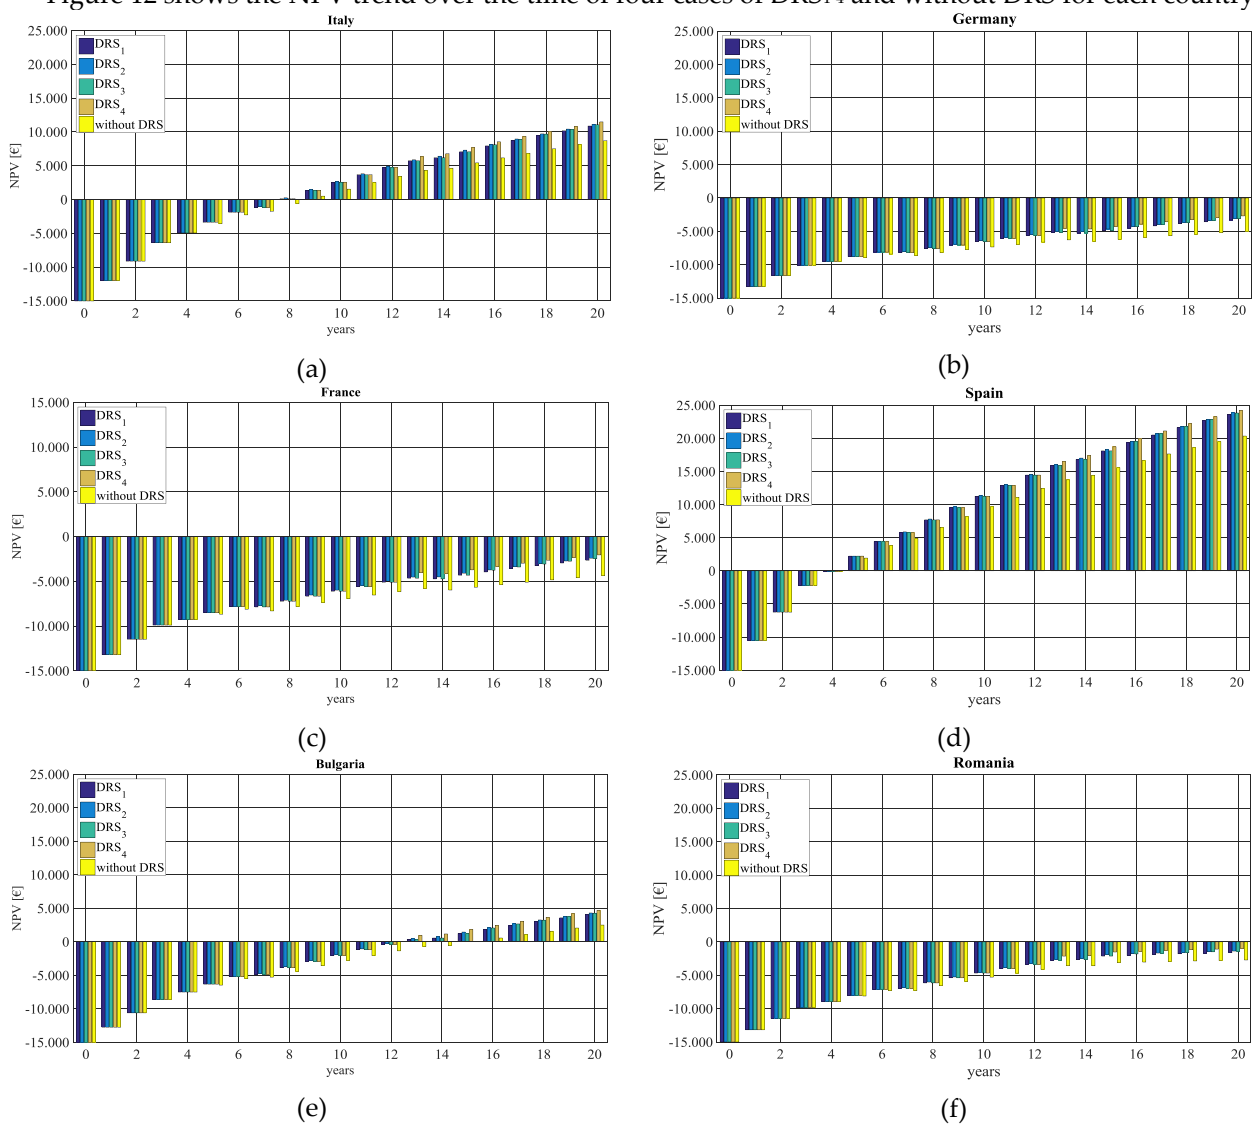 Figure 12 shows the NPV trend over the time of four cases of and without DRS for each country
Italy
25.000
20.000
15.000
10.000
5.000
0
-5.000
-10.000
-15.000
NPV [€]
DRS1
DRS2
DRS3
DRS4
without DRS
0 2 4 6 8 10 12 14 16 18 20
years
(a)
Germany
25.000
20.000
15.000
10.000
5.000
0
-5.000
-10.000
-15.000
NPV [€]
DRS1
DRS2
DRS3
DRS4
without DRS
0 2 4 6 8 10 12 14 16 18 20
years
(b)
France
15.000
10.000
5.000
0
-5.000
-10.000
-15.000
NPV [€]
DRS1
DRS2
DRS3
DRS4
without DRS
0 2 4 6 8 10 12 14 16 18 20
years
(c)
Spain
25.000
20.000
15.000
10.000
5.000
0
-5.000
-10.000
-15.000
NPV [€]
DRS1
DRS2
DRS3
DRS4
without DRS
0 2 4 6 8 10 12 14 16 18 20
years
(d)
Bulgaria
25.000
20.000
15.000
10.000
5.000
0
-5.000
-10.000
-15.000
NPV [€]
DRS1
DRS2
DRS3
DRS4
without DRS
0 2 4 6 8 10 12 14 16 18 20
years
(e)
Romania
25.000
20.000
15.000
10.000
5.000
0
-5.000
-10.000
-15.000
NPV [€]
DRS1
DRS2
DRS3
DRS4
without DRS
0 2 4 6 8 10 12 14 16 18 20
years
(f)